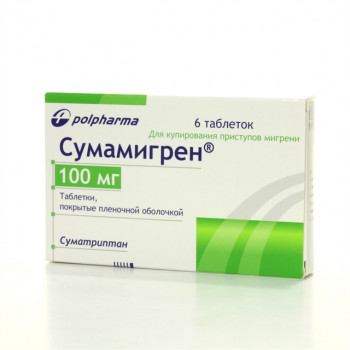 polpharma
6 таблеток
Для купирования приступов мигрени
Сумамигрен®
100 мг
Таблетки,
покрытые пленочной оболочкой
Суматриптан